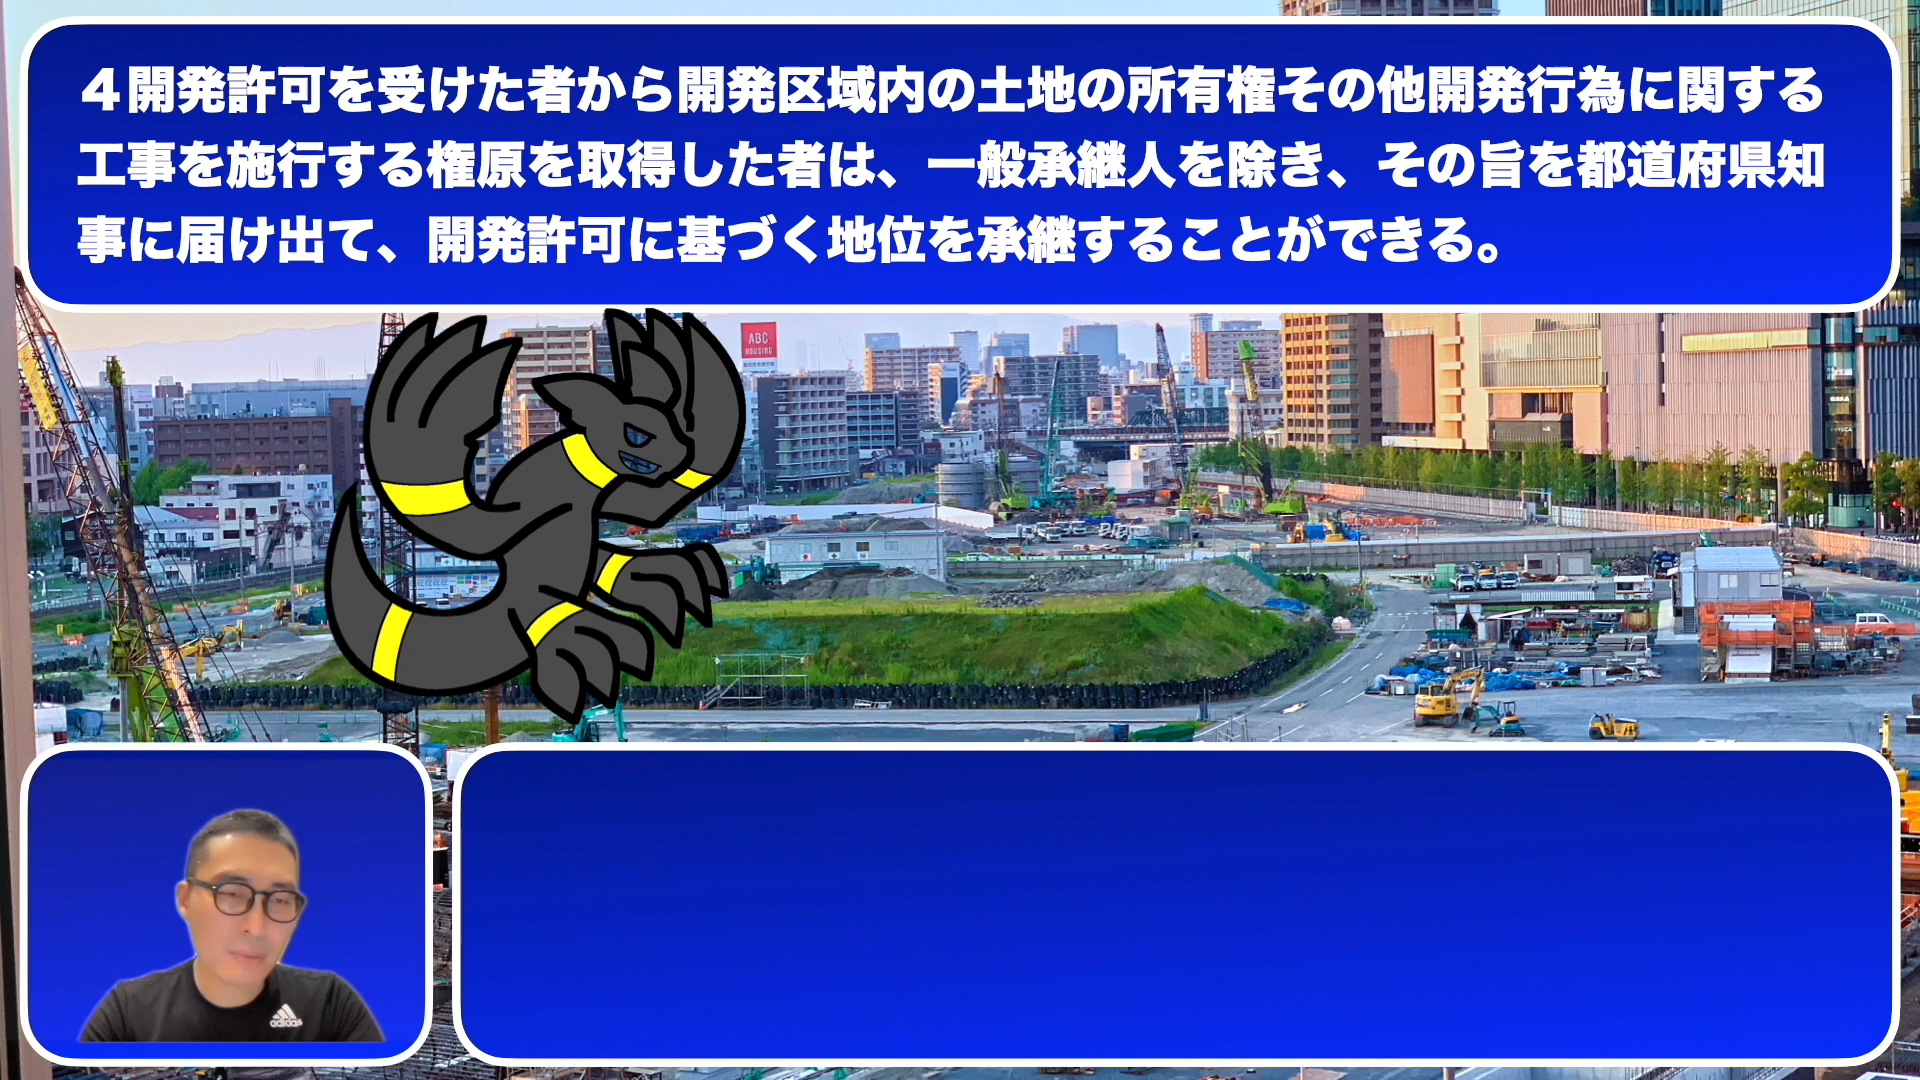 ４開発許可を受けた者から開発区域内の土地の所有権その他開発行為に関する
工事を施行する権原を取得した者は、一般承継人を除き、その旨を都道府県知
事に届け出て、開発許可に基づく地位を承継することができる。
ABC
HOUSING
adidas